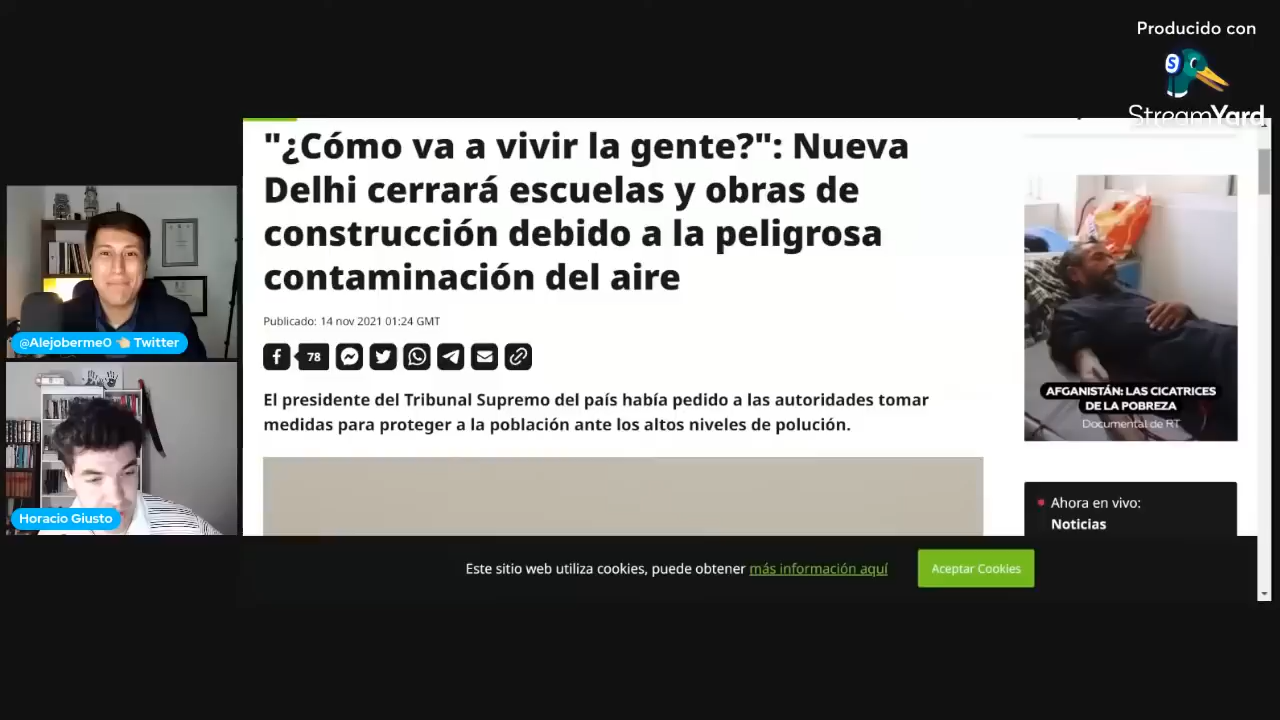 Producido con
StreamYard
"¿Cómo va a vivir la gente?": Nueva
Delhi cerrará escuelas y obras de
construcción debido a la peligrosa
contaminación del aire
Publicado: 14 nov 2021 01:24 GMT
78
El presidente del Tribunal Supremo del país había pedido a las autoridades tomar
medidas para proteger a la población ante los altos niveles de polución.
@Alejoberme0 👈🏻 Twitter
Horacio Giusto
AFGANISTÁN: LAS CICATRICES
DE LA POBREZA
Documental de RT
Ahora en vivo:
Noticias
Este sitio web utiliza cookies, puede obtener más información aquí
Aceptar Cookies